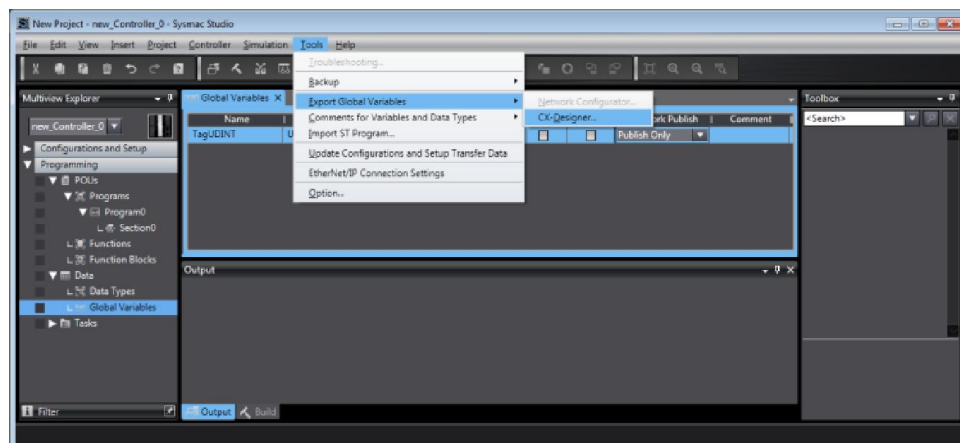 New Project - new_Controller_0 - Sysmac Studio
File Edit View Insert Project Controller Simulation Tools Help
Troubleshooting...
Backup
Export Global Variables
Comments for Variables and Data Types
Import ST Program...
Update Configurations and Setup Transfer Data
EtherNet/IP Connection Settings
Option...
Network Configurator...
CX-Designer...
Multiview Explorer
new_Controller_0
Configurations and Setup
Programming
POUs
Programs
Program0
Section0
Functions
Function Blocks
Data
Data Types
Global Variables
Tasks
Filter
Global Variables
Name
Publish Comment
TagUDINT U
Publish Only
Output
Output Build
Toolbox
<Search>